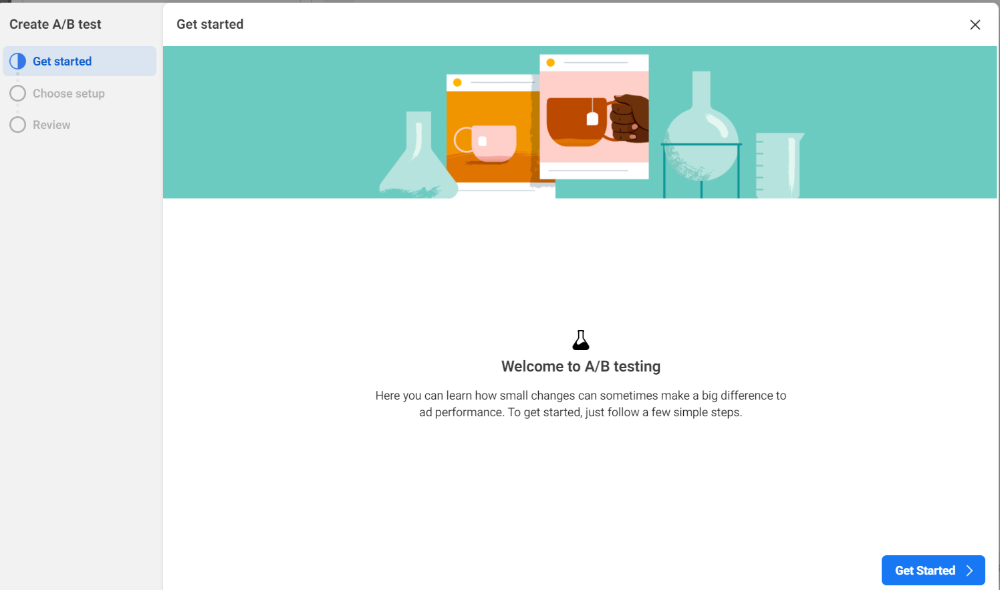 Create A/B test
Get started
Choose setup
Review
Get started
Welcome to A/B testing
Here you can learn how small changes can sometimes make a big difference to
ad performance. To get started, just follow a few simple steps.
Get Started